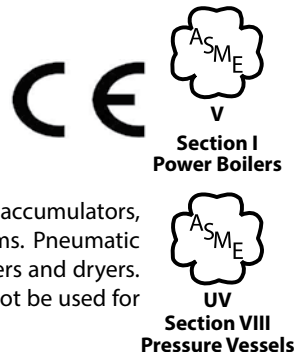 CE
ASME
V
Section I
Power Boilers
accumulators,
ms. Pneumatic
ers and dryers.
ot be used for
ASME
UV
Section VIII
Pressure Vessels